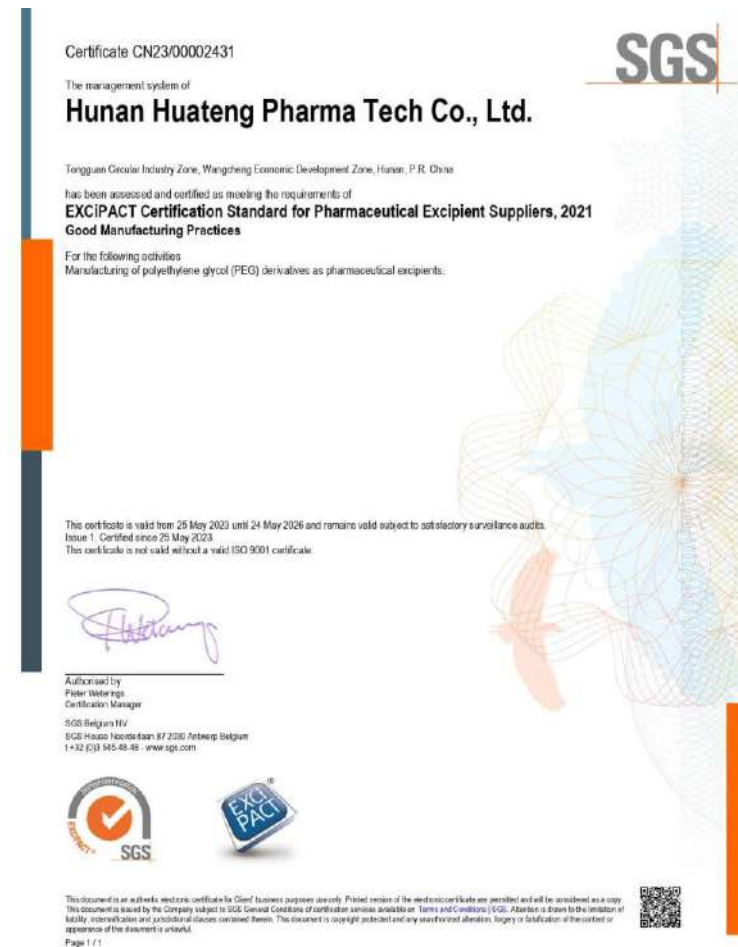 Certificate CN23/00002431
SGS
The management system of
Hunan Huateng Pharma Tech Co., Ltd.
Tongguan Circular Industry Zone, Wangcheng Economic Development Zone, Hunan, P.R. China
has been assessed and certified as meeting the requirements of
EXCiPACT Certification Standard for Pharmaceutical Excipient Suppliers, 2021
Good Manufacturing Practices
For the following activities
Manufacturing of polyethylene glycol (PEG) derivatives as pharmaceutical excipients.
This certificate is valid from 25 May 2023 until 24 May 2026 and remains valid subject to satisfactory surveillance audits.
Issue 1. Certified since 25 May 2023
This certificate is not valid without a valid ISO 9001 certificate.
Authorised by
Pieter Weterings
Certification Manager
SGS Belgium NV
SGS House Noorderlaan 87 2030 Antwerp Belgium
t +32 (0)3 545-48-48 - www.sgs.com
EXCiPACT
SGS
EXCi
PACT
®
This document is an authentic electronic certificate for Client' business purposes use only. Printed version of the electronic certificate are permitted and will be considered as a copy.
This document is issued by the Company subject to SGS General Conditions of certification services available on Terms and Conditions | SGS. Attention is drawn to the limitation of
liability, indemnification and jurisdictional clauses contained therein. This document is copyright protected and any unauthorized alteration, forgery or falsification of the content or
appearance of this document is unlawful.
Page 1 / 1